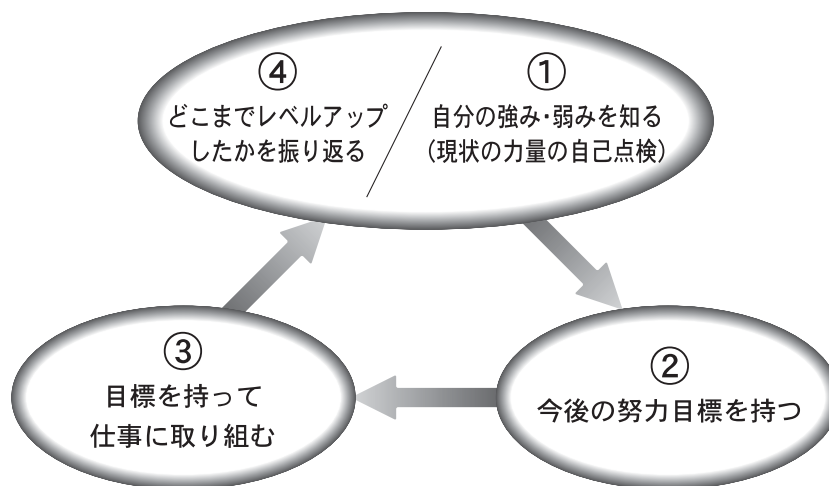 ④
どこまでレベルアップ
したかを振り返る
①
自分の強み・弱みを知る
（現状の力量の自己点検）
②
今後の努力目標を持つ
③
目標を持って
仕事に取り組む